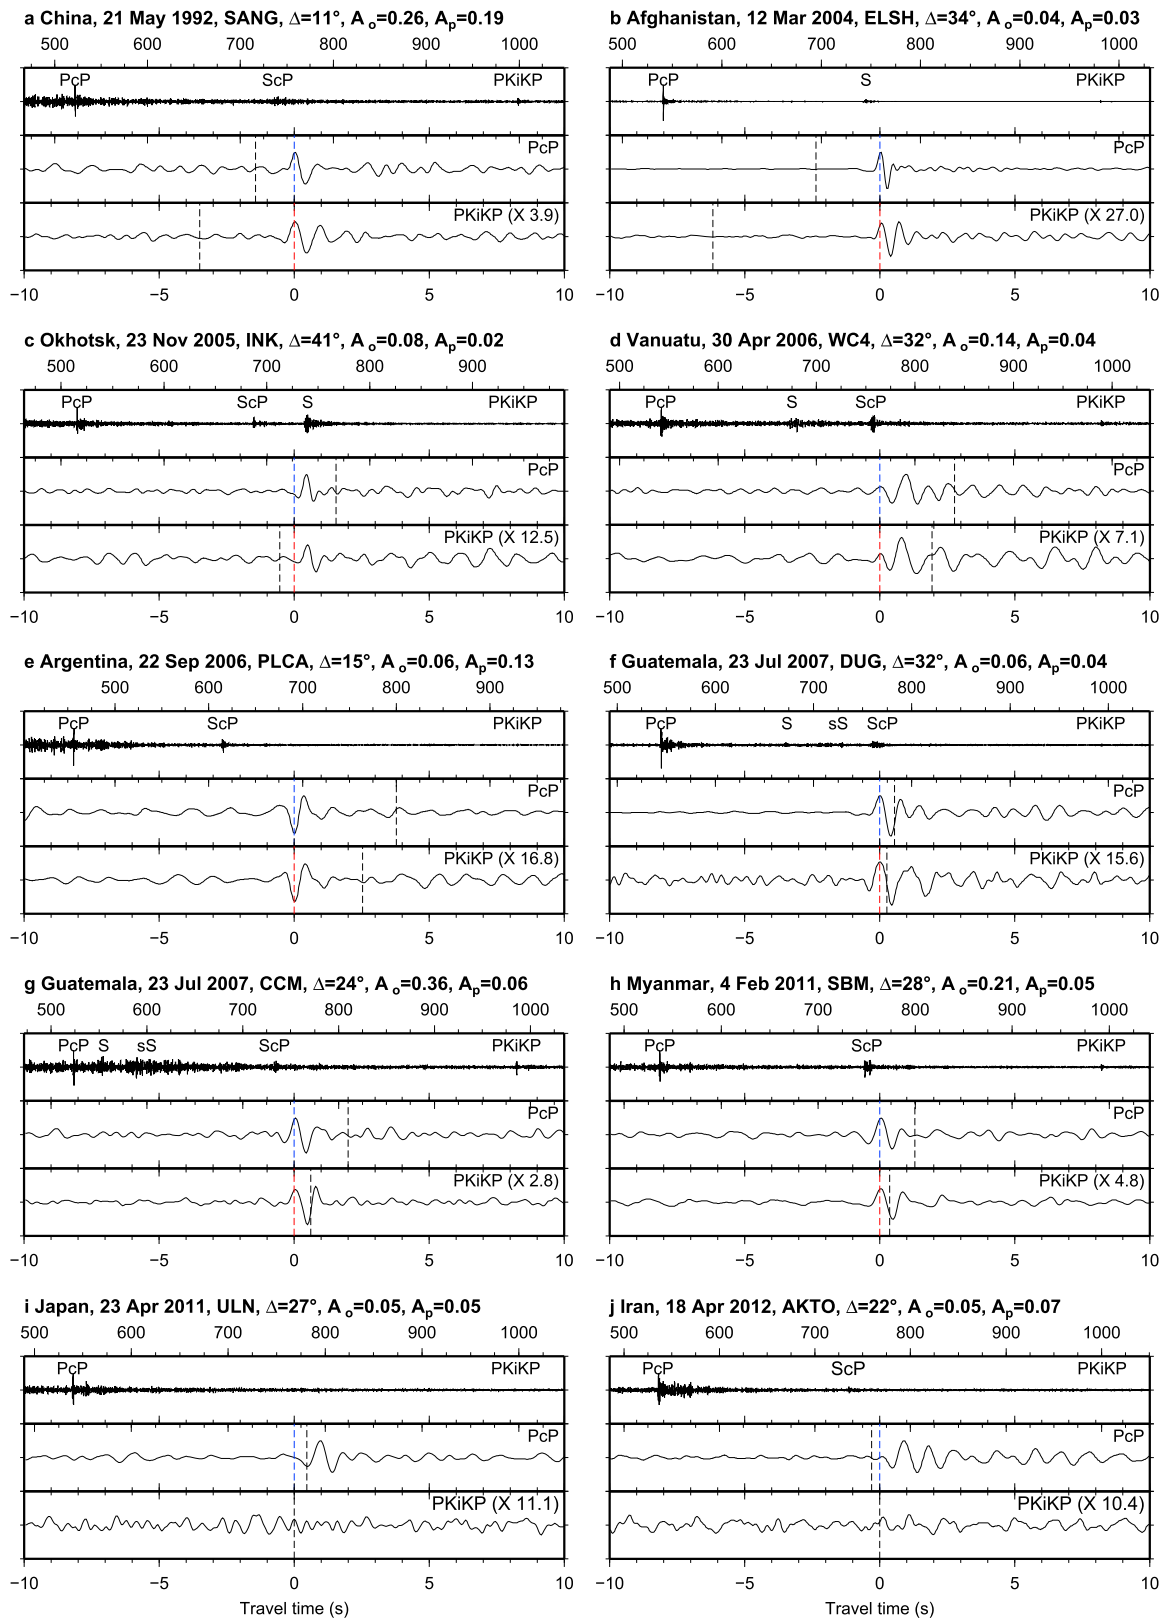 a China, 21 May 1992, SANG, Δ=11°, A o=0.26, Ap=0.19
500 600 700 800 900 1000
PcP ScP PKiKP
PcP
PKiKP (X 3.9)
−10 −5 0 5 10
b Afghanistan, 12 Mar 2004, ELSH, Δ=34°, A o=0.04, Ap=0.03
500 600 700 800 900 1000
PcP S PKiKP
PcP
PKiKP (X 27.0)
−10 −5 0 5 10
c Okhotsk, 23 Nov 2005, INK, Δ=41°, A o=0.08, Ap=0.02
500 600 700 800 900
PcP ScP S PKiKP
PcP
PKiKP (X 12.5)
−10 −5 0 5 10
d Vanuatu, 30 Apr 2006, WC4, Δ=32°, A o=0.14, Ap=0.04
500 600 700 800 900 1000
PcP S ScP PKiKP
PcP
PKiKP (X 7.1)
−10 −5 0 5 10
e Argentina, 22 Sep 2006, PLCA, Δ=15°, A o=0.06, Ap=0.13
500 600 700 800 900
PcP ScP PKiKP
PcP
PKiKP (X 16.8)
−10 −5 0 5 10
f Guatemala, 23 Jul 2007, DUG, Δ=32°, A o=0.06, Ap=0.04
500 600 700 800 900 1000
PcP S sS ScP PKiKP
PcP
PKiKP (X 15.6)
−10 −5 0 5 10
g Guatemala, 23 Jul 2007, CCM, Δ=24°, A o=0.36, Ap=0.06
500 600 700 800 900 1000
PcP S sS ScP PKiKP
PcP
PKiKP (X 2.8)
−10 −5 0 5 10
h Myanmar, 4 Feb 2011, SBM, Δ=28°, A o=0.21, Ap=0.05
500 600 700 800 900 1000
PcP ScP PKiKP
PcP
PKiKP (X 4.8)
−10 −5 0 5 10
i Japan, 23 Apr 2011, ULN, Δ=27°, A o=0.05, Ap=0.05
500 600 700 800 900 1000
PcP PKiKP
PcP
PKiKP (X 11.1)
−10 −5 0 5 10
Travel time (s)
j Iran, 18 Apr 2012, AKTO, Δ=22°, A o=0.05, Ap=0.07
500 600 700 800 900 1000
PcP ScP PKiKP
PcP
PKiKP (X 10.4)
−10 −5 0 5 10
Travel time (s)